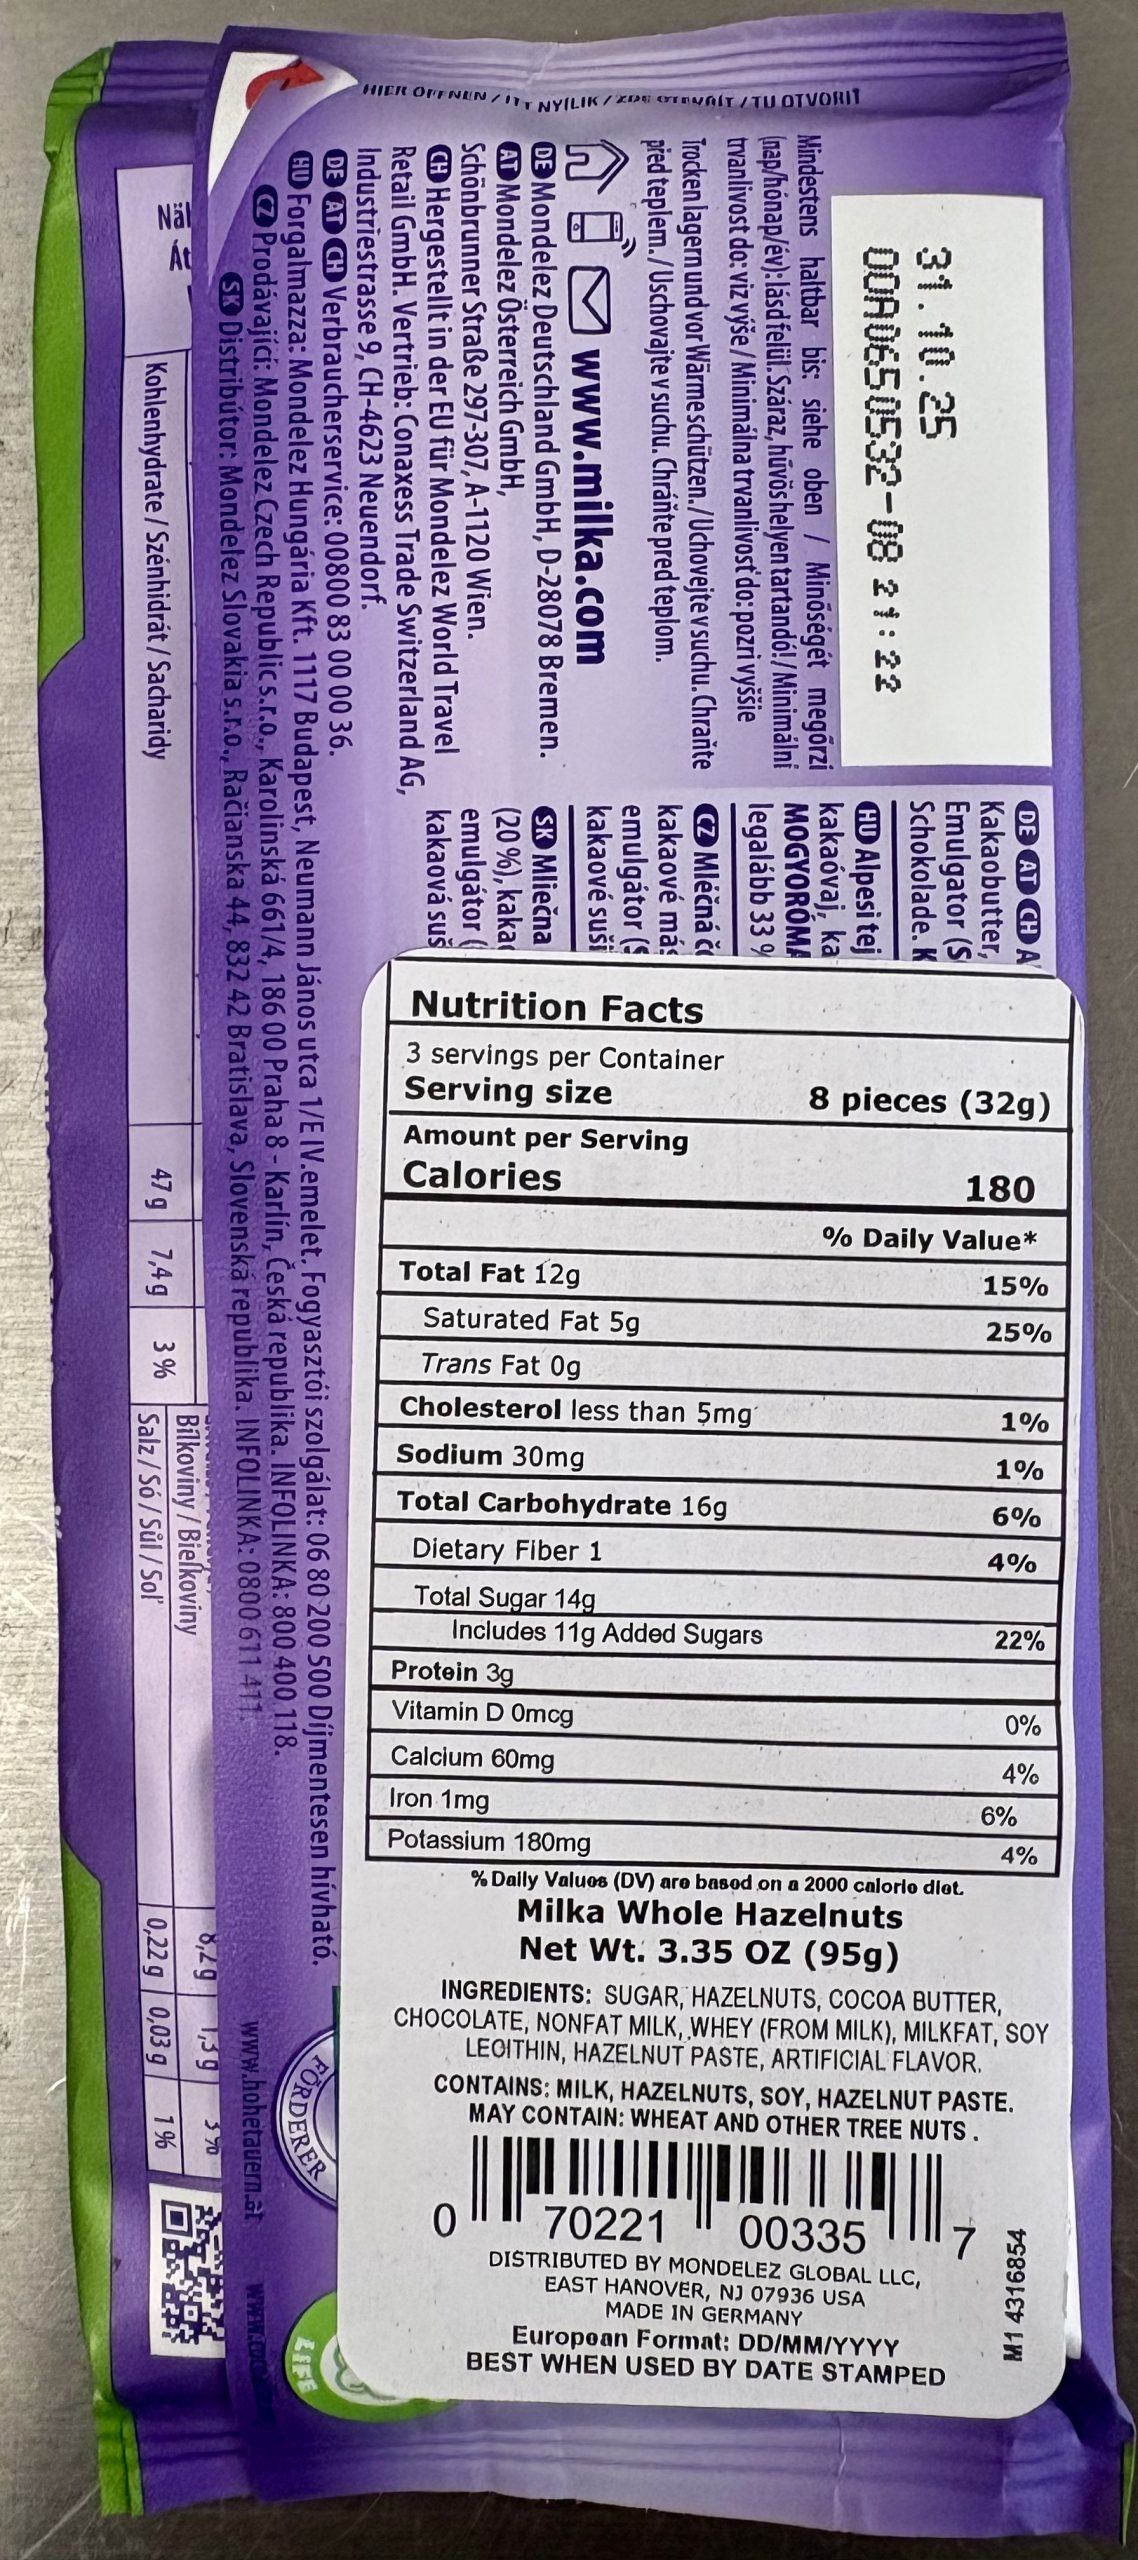 HIER ÖFFNEN / ITT NYÍLIK / ZDE OTEVŘÍT / TU OTVORIŤ
31.10.25
OOA0650532-08 21:22
Mindestens haltbar bis: siehe oben / Minőségét megőrzi
(nap/hónap/év): lásd felül. Száraz, hűvös helyen tartandó! / Minimální
trvanlivost do: viz výše / Minimálna trvanlivosť do: pozri vyššie
Trocken lagern und vor Wärme schützen. / Uchovejte v suchu. Chraňte
před teplem. / Uschovajte v suchu. Chráňte pred teplom.
www.milka.com
DE Mondelez Deutschland GmbH, D-28078 Bremen.
AT Mondelez Österreich GmbH,
Schönbrunner Straße 297-307, A-1120 Wien.
CH Hergestellt in der EU für Mondelez World Travel
Retail GmbH. Vertrieb: Conaxess Trade Switzerland AG,
Industriestrasse 9, CH-4623 Neuendorf.
DE AT CH Verbraucherservice: 00800 83 00 00 36.
HU Forgalmazza: Mondelez Hungária Kft. 1117 Budapest, Neumann János utca 1/E IV.emelet. Fogyasztói szolgálat: 06 80 200 500 Díjmentesen hívható.
CZ Prodávající: Mondelez Czech Republic s.r.o., Karolinská 661/4, 186 00 Praha 8 - Karlín, Česká republika. INFOLINKA: 800 400 118.
SK Distribútor: Mondelez Slovakia s.r.o., Račianska 44, 832 42 Bratislava, Slovenská republika. INFOLINKA: 0800 611 411.
DE AT CH A
Kakaobutter,
Emulgator (S
Schokolade. K
HU Alpesi tej
kakaóvaj, ka
MOGYORÓMA
legalább 33 %
CZ Mléčná č
kakaové más
emulgátor (S
kakaové suši
SK Mliečna
(20 %), kaka
emulgátor (
kakaová suš
Näl
Át
Kohlenhydrate / Szénhidrát / Sacharidy 47 g 7,4 g 3 %
Bílkoviny / Bielkoviny 8,2 g 1,3 g 3 %
Salz / Só / Sůl / Soľ 0,22 g 0,03 g 1 %
FÖRDERER
www.hohetauern.at
LIFE
Nutrition Facts
3 servings per Container
Serving size 8 pieces (32g)
Amount per Serving
Calories 180
% Daily Value*
Total Fat 12g 15%
Saturated Fat 5g 25%
Trans Fat 0g
Cholesterol less than 5mg 1%
Sodium 30mg 1%
Total Carbohydrate 16g 6%
Dietary Fiber 1 4%
Total Sugar 14g
Includes 11g Added Sugars 22%
Protein 3g
Vitamin D 0mcg 0%
Calcium 60mg 4%
Iron 1mg 6%
Potassium 180mg 4%
% Daily Values (DV) are based on a 2000 calorie diet.
Milka Whole Hazelnuts
Net Wt. 3.35 OZ (95g)
INGREDIENTS: SUGAR, HAZELNUTS, COCOA BUTTER,
CHOCOLATE, NONFAT MILK, WHEY (FROM MILK), MILKFAT, SOY
LECITHIN, HAZELNUT PASTE, ARTIFICIAL FLAVOR.
CONTAINS: MILK, HAZELNUTS, SOY, HAZELNUT PASTE.
MAY CONTAIN: WHEAT AND OTHER TREE NUTS.
0 70221 00335 7
M1 4316854
DISTRIBUTED BY MONDELEZ GLOBAL LLC,
EAST HANOVER, NJ 07936 USA
MADE IN GERMANY
European Format: DD/MM/YYYY
BEST WHEN USED BY DATE STAMPED